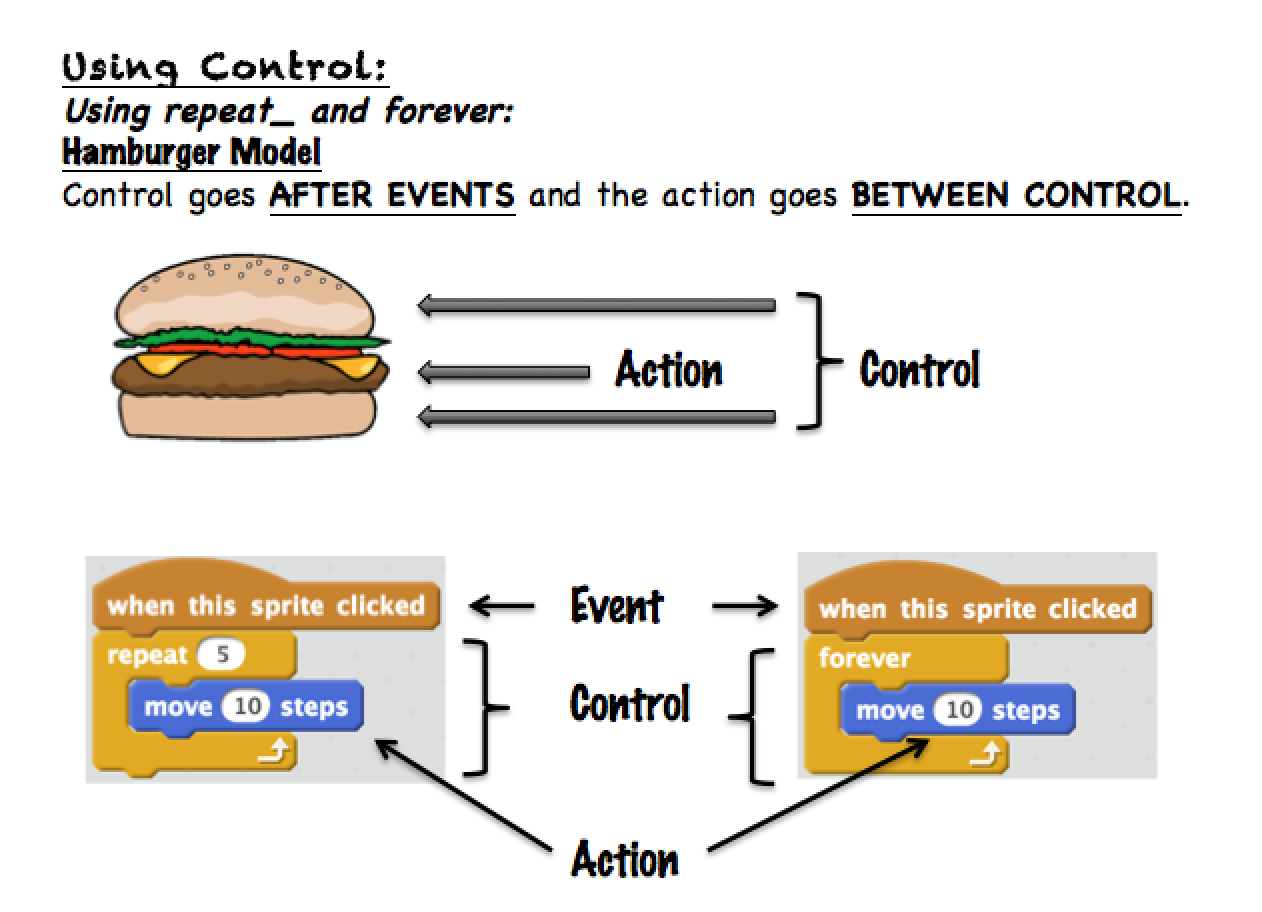 Using Control:
Using repeat_ and forever:
Hamburger Model
Control goes AFTER EVENTS and the action goes BETWEEN CONTROL.
Action
Control
when this sprite clicked
repeat 5
move 10 steps
Event
Control
Action
when this sprite clicked
forever
move 10 steps